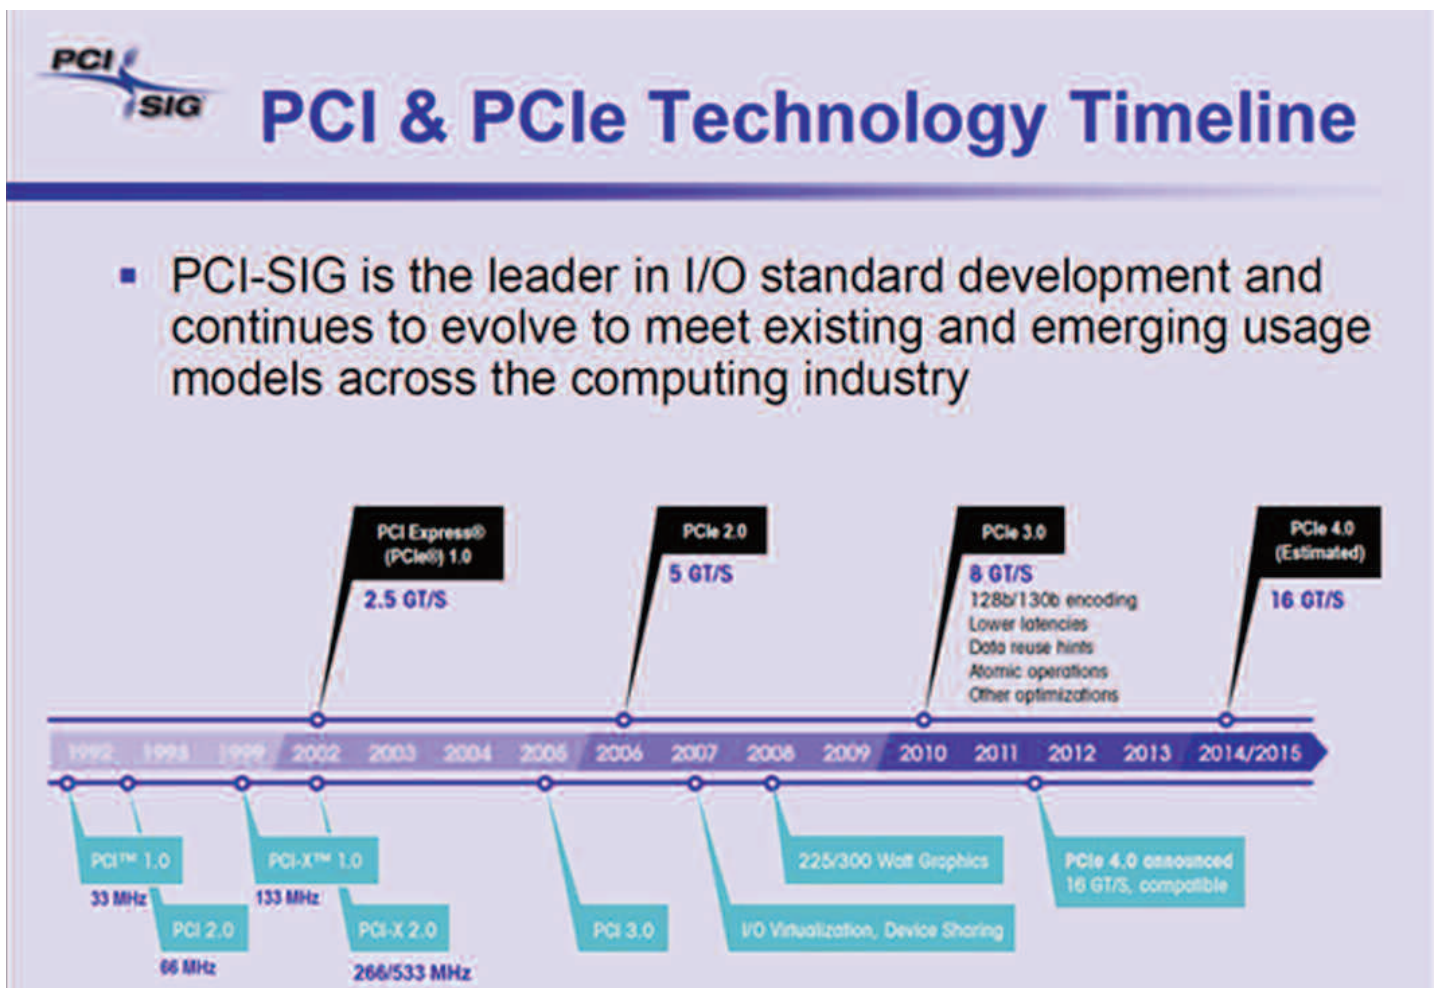 PCI
SIG
PCI & PCIe Technology Timeline
▪ PCI-SIG is the leader in I/O standard development and
continues to evolve to meet existing and emerging usage
models across the computing industry
PCI Express®
(PCIe®) 1.0
2.5 GT/S
PCIe 2.0
5 GT/S
PCIe 3.0
8 GT/S
128b/130b encoding
Lower latencies
Data reuse hints
Atomic operations
Other optimizations
PCIe 4.0
(Estimated)
16 GT/S
1992 1993 1999 2002 2003 2004 2005 2006 2007 2008 2009 2010 2011 2012 2013 2014/2015
PCI™ 1.0
33 MHz
PCI 2.0
66 MHz
PCI-X™ 1.0
133 MHz
PCI-X 2.0
266/533 MHz
PCI 3.0
I/O Virtualization, Device Sharing
225/300 Watt Graphics
PCIe 4.0 announced
16 GT/S, compatible